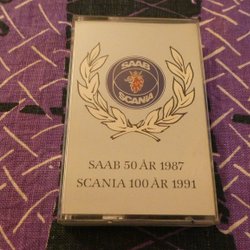 SAAB
SCANIA
SAAB 50 ÅR 1987
SCANIA 100 ÅR 1991